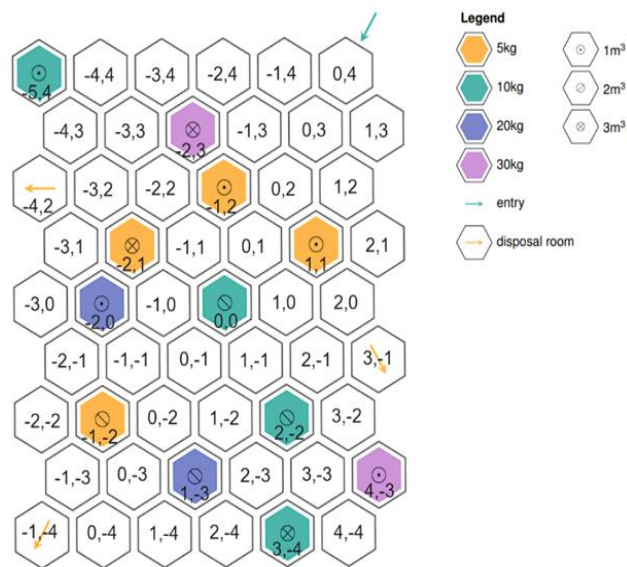 Legend
5kg
1m³
10kg
2m³
20kg
3m³
30kg
entry
disposal room
-5,4 -4,4 -3,4 -2,4 -1,4 0,4
-4,3 -3,3 -2,3 -1,3 0,3 1,3
-4,2 -3,2 -2,2 -1,2 0,2 1,2
-3,1 -2,1 -1,1 0,1 1,1 2,1
-3,0 -2,0 -1,0 0,0 1,0 2,0
-2,-1 -1,-1 0,-1 1,-1 2,-1 3,-1
-2,-2 -1,-2 0,-2 1,-2 2,-2 3,-2
-1,-3 0,-3 1,-3 2,-3 3,-3 4,-3
-1,-4 0,-4 1,-4 2,-4 3,-4 4,-4